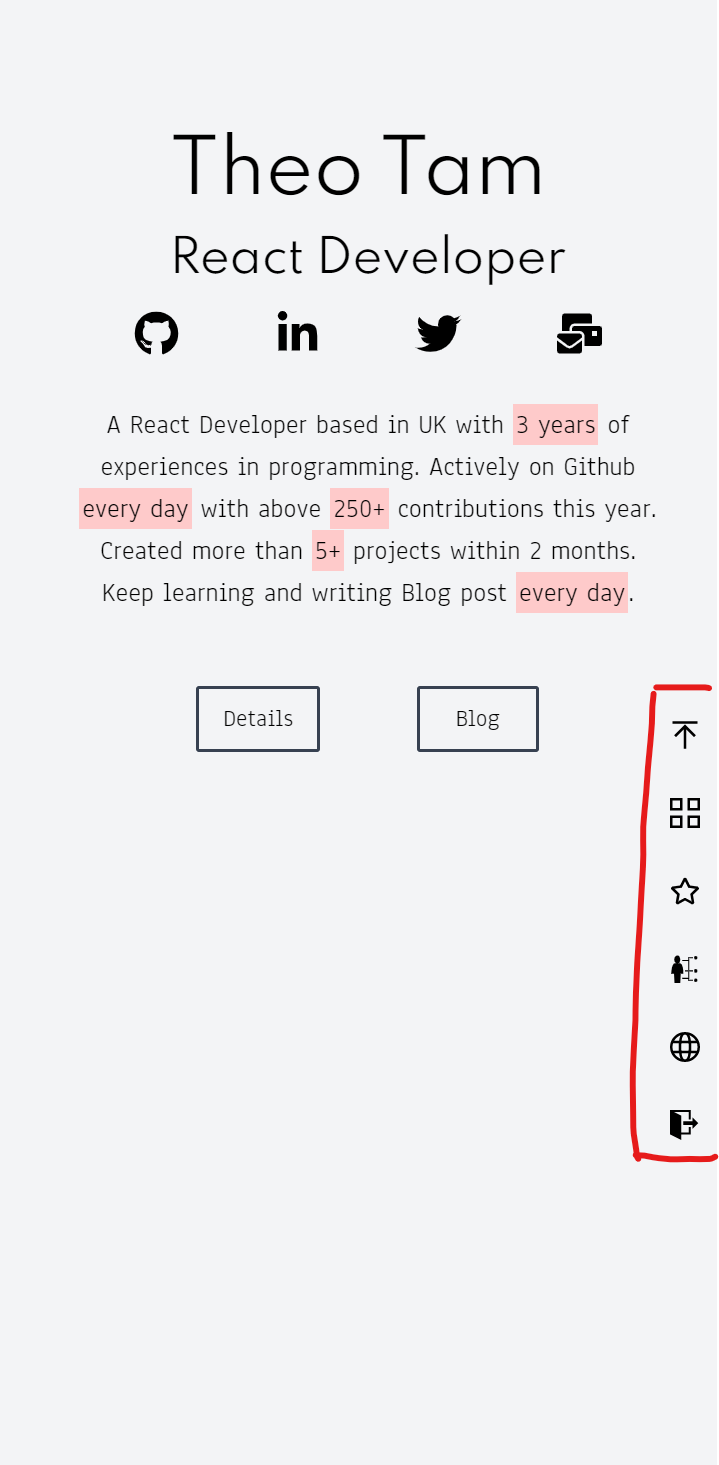 Theo Tam
React Developer
A React Developer based in UK with 3 years of
experiences in programming. Actively on Github
every day with above 250+ contributions this year.
Created more than 5+ projects within 2 months.
Keep learning and writing Blog post every day.
Details
Blog